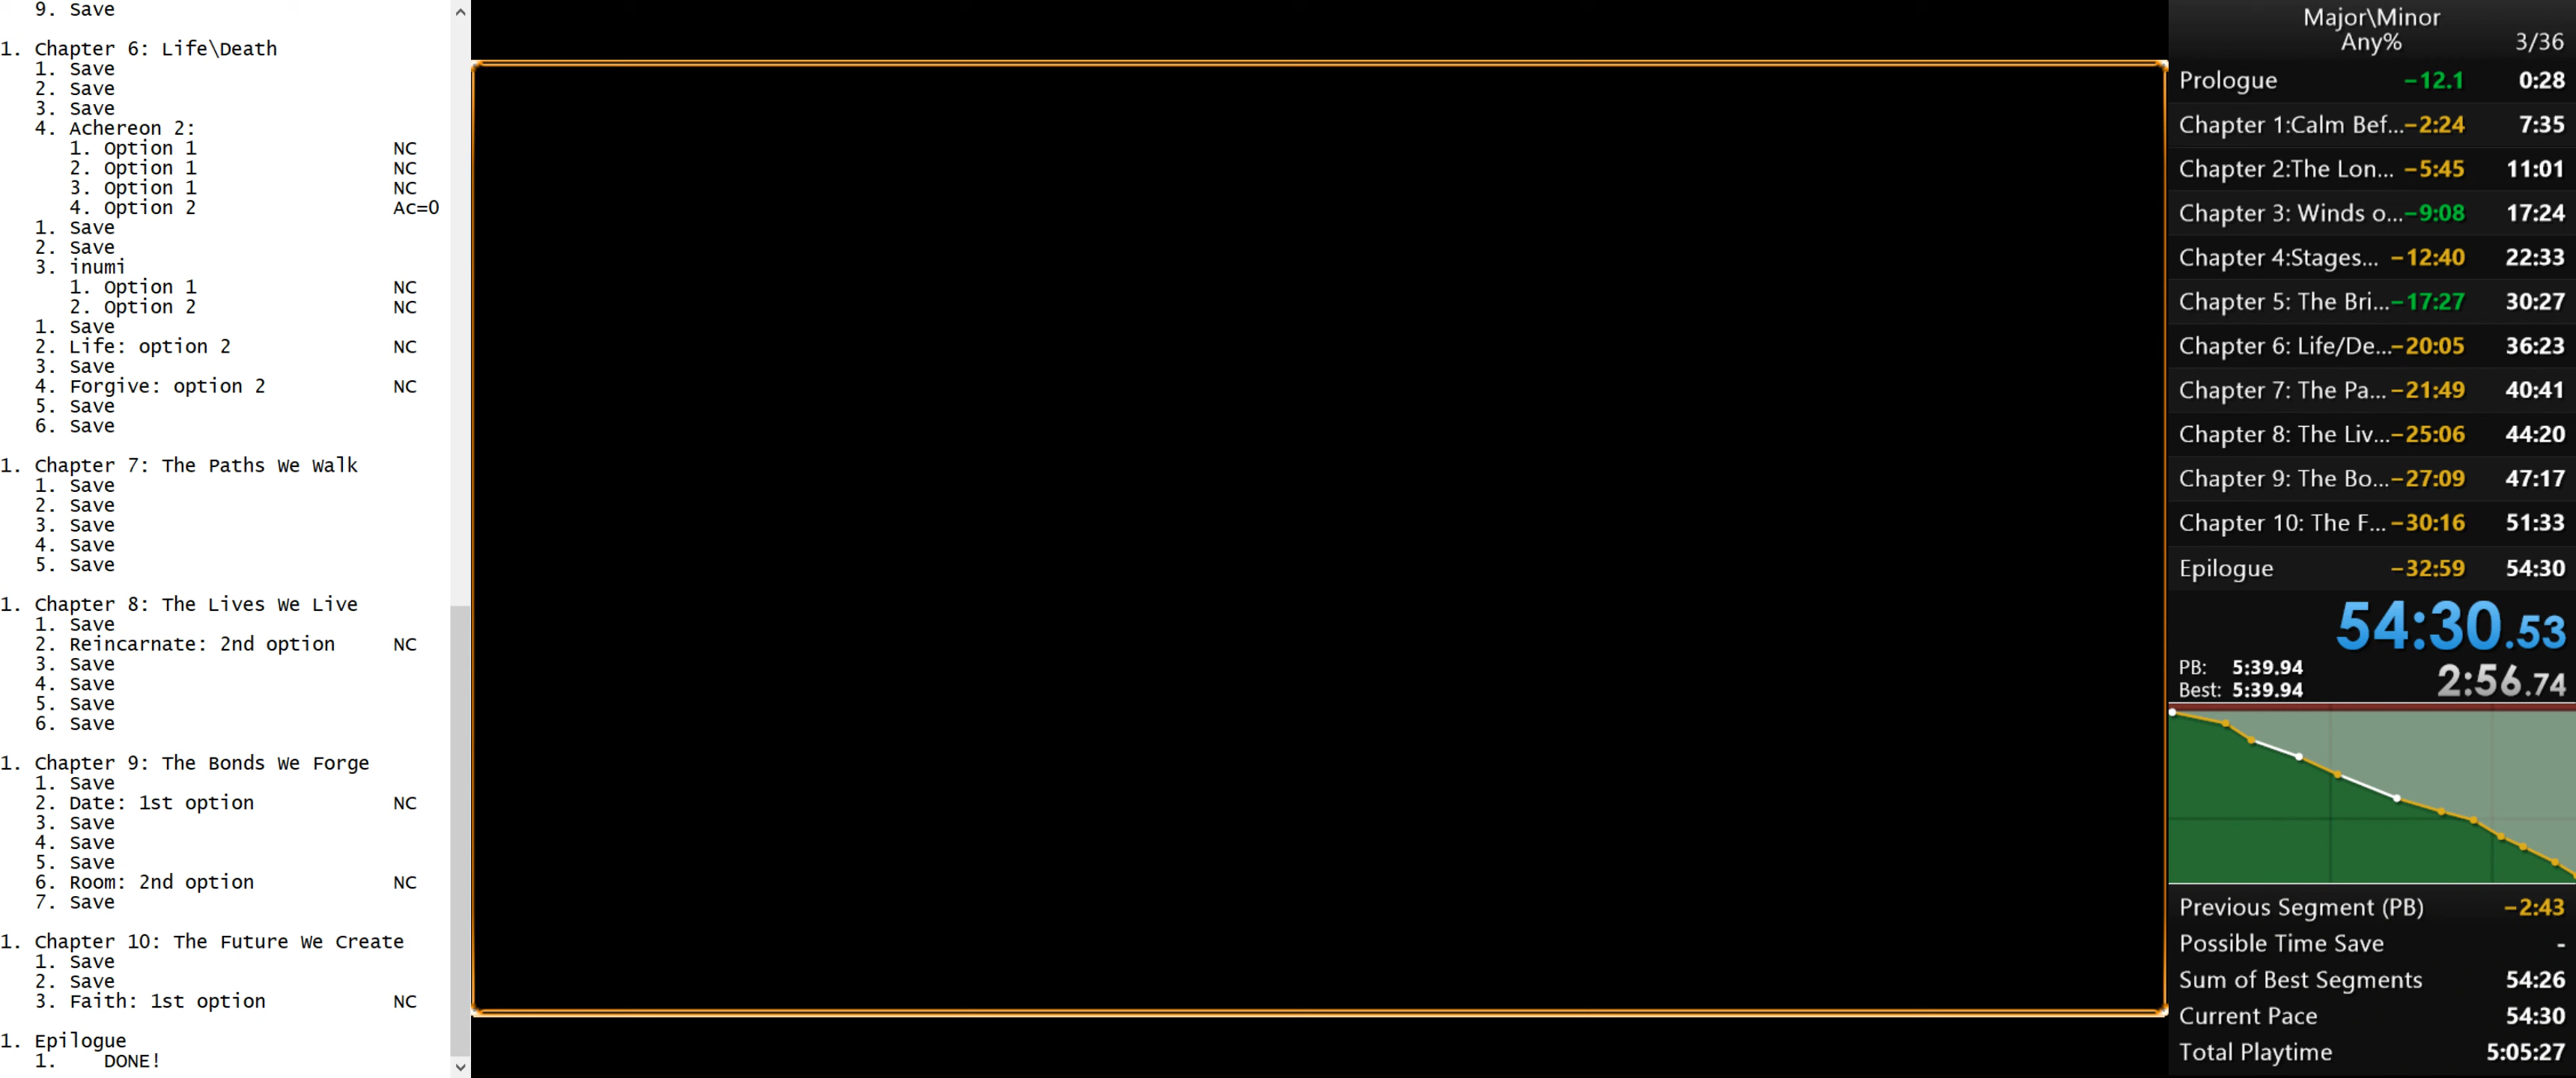 9. Save
1. Chapter 6: Life\Death
1. Save
2. Save
3. Save
4. Achereon 2:
1. Option 1 NC
2. Option 1 NC
3. Option 1 NC
4. Option 2 Ac=0
1. Save
2. Save
3. inumi
1. Option 1 NC
2. Option 2 NC
1. Save
2. Life: option 2 NC
3. Save
4. Forgive: option 2 NC
5. Save
6. Save
1. Chapter 7: The Paths We Walk
1. Save
2. Save
3. Save
4. Save
5. Save
1. Chapter 8: The Lives We Live
1. Save
2. Reincarnate: 2nd option NC
3. Save
4. Save
5. Save
6. Save
1. Chapter 9: The Bonds We Forge
1. Save
2. Date: 1st option NC
3. Save
4. Save
5. Save
6. Room: 2nd option NC
7. Save
1. Chapter 10: The Future We Create
1. Save
2. Save
3. Faith: 1st option NC
1. Epilogue
1. DONE!
Major\Minor
Any% 3/36
Prologue −12.1 0:28
Chapter 1:Calm Bef... −2:24 7:35
Chapter 2:The Lon... −5:45 11:01
Chapter 3: Winds o... −9:08 17:24
Chapter 4:Stages... −12:40 22:33
Chapter 5: The Bri... −17:27 30:27
Chapter 6: Life/De... −20:05 36:23
Chapter 7: The Pa... −21:49 40:41
Chapter 8: The Liv... −25:06 44:20
Chapter 9: The Bo... −27:09 47:17
Chapter 10: The F... −30:16 51:33
Epilogue −32:59 54:30
54:30.53
PB: 5:39.94
Best: 5:39.94 2:56.74
Previous Segment (PB) −2:43
Possible Time Save -
Sum of Best Segments 54:26
Current Pace 54:30
Total Playtime 5:05:27